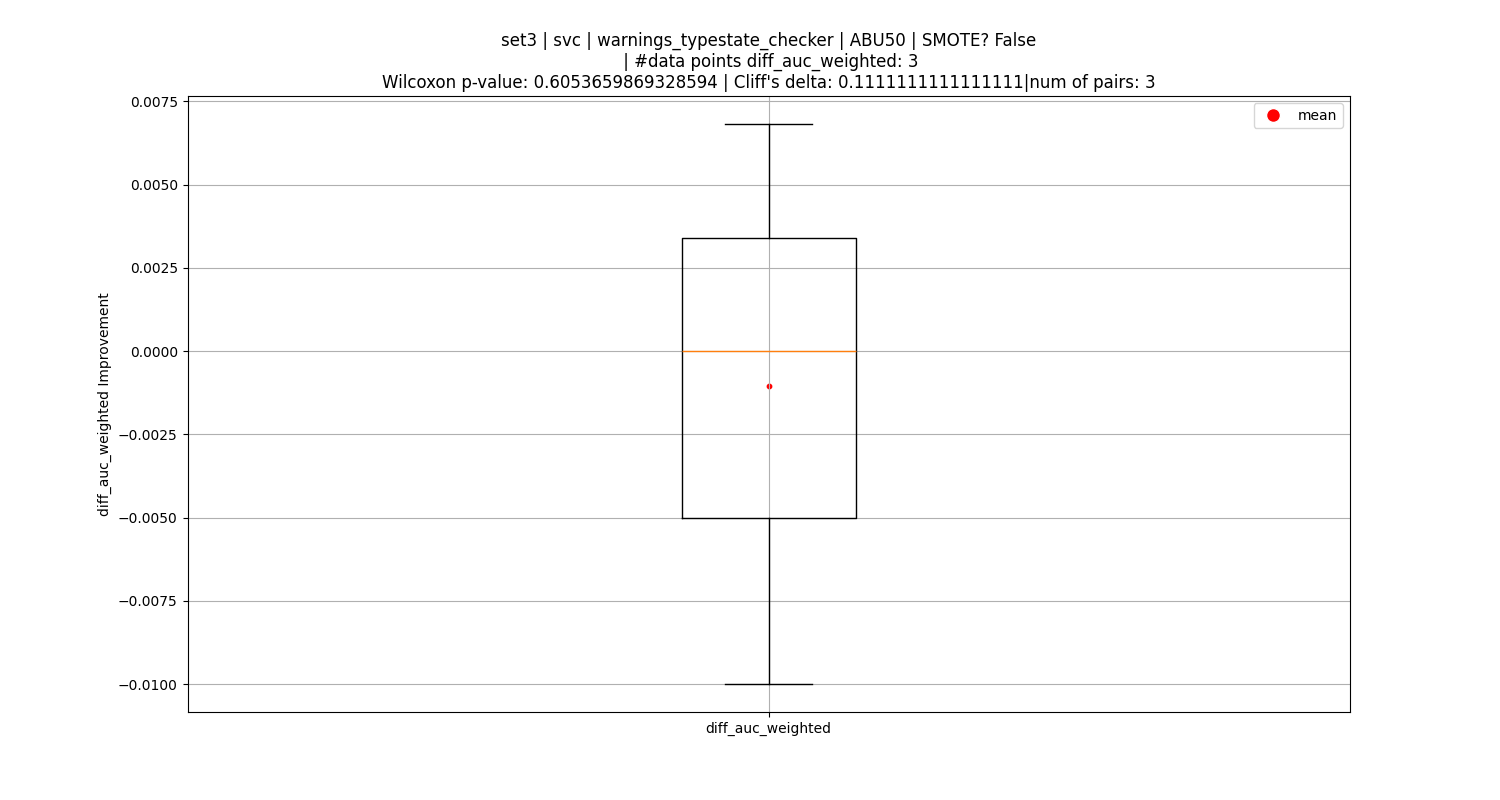 set3 | svc | warnings_typestate_checker | ABU50 | SMOTE? False
| #data points diff_auc_weighted: 3
Wilcoxon p-value: 0.6053659869328594 | Cliff's delta: 0.1111111111111111|num of pairs: 3
mean
0.0075
0.0050
0.0025
0.0000
−0.0025
−0.0050
−0.0075
−0.0100
diff_auc_weighted Improvement
diff_auc_weighted